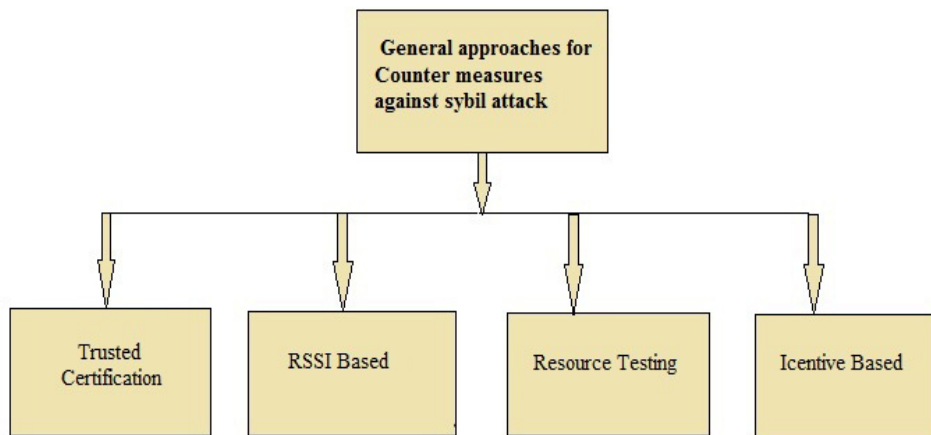 General approaches for
Counter measures
against sybil attack
Trusted
Certification
RSSI Based
Resource Testing
Icentive Based